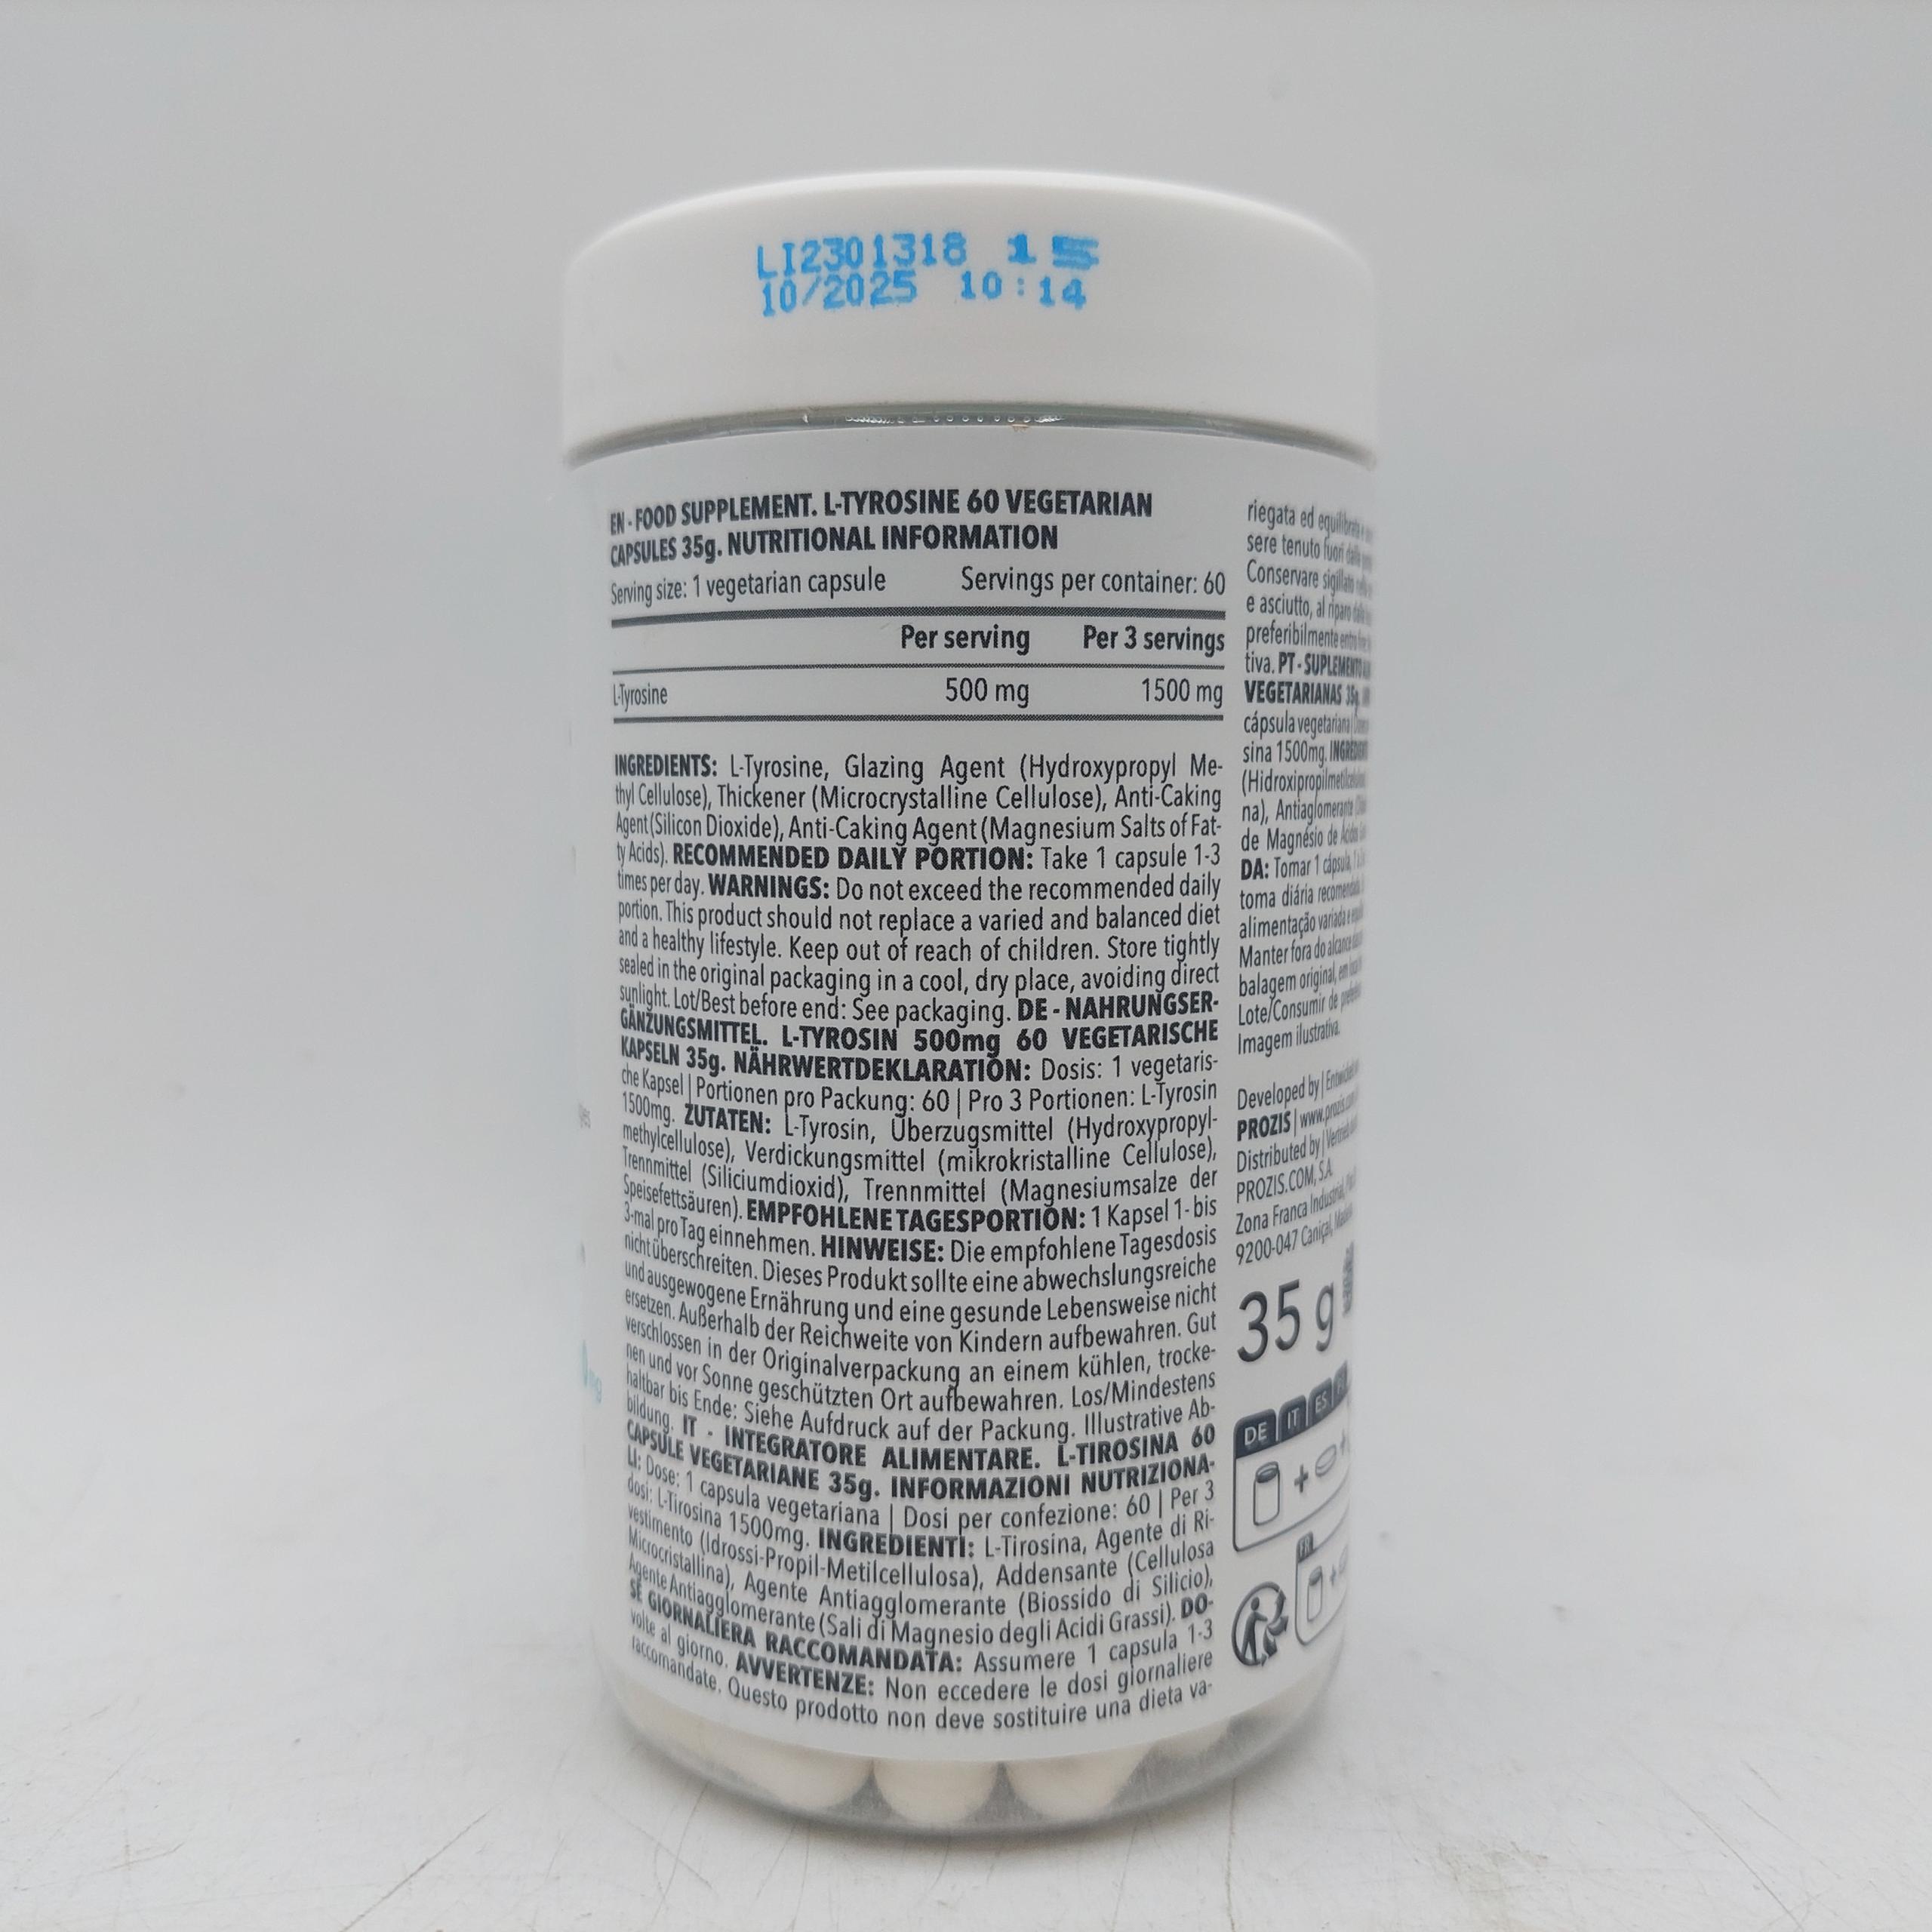 LI2301318 15
10/2025 10:14
EN - FOOD SUPPLEMENT. L-TYROSINE 60 VEGETARIAN
CAPSULES 35g. NUTRITIONAL INFORMATION
Serving size: 1 vegetarian capsule Servings per container: 60
Per serving Per 3 servings
L-Tyrosine 500 mg 1500 mg
INGREDIENTS: L-Tyrosine, Glazing Agent (Hydroxypropyl Me-
thyl Cellulose), Thickener (Microcrystalline Cellulose), Anti-Caking
Agent (Silicon Dioxide), Anti-Caking Agent (Magnesium Salts of Fat-
ty Acids). RECOMMENDED DAILY PORTION: Take 1 capsule 1-3
times per day. WARNINGS: Do not exceed the recommended daily
portion. This product should not replace a varied and balanced diet
and a healthy lifestyle. Keep out of reach of children. Store tightly
sealed in the original packaging in a cool, dry place, avoiding direct
sunlight. Lot/Best before end: See packaging. DE - NAHRUNGSER-
GÄNZUNGSMITTEL. L-TYROSIN 500mg 60 VEGETARISCHE
KAPSELN 35g. NÄHRWERTDEKLARATION: Dosis: 1 vegetaris-
che Kapsel | Portionen pro Packung: 60 | Pro 3 Portionen: L-Tyrosin
1500mg. ZUTATEN: L-Tyrosin, Überzugsmittel (Hydroxypropyl-
methylcellulose), Verdickungsmittel (mikrokristalline Cellulose),
Trennmittel (Siliciumdioxid), Trennmittel (Magnesiumsalze der
Speisefettsäuren). EMPFOHLENE TAGESPORTION: 1 Kapsel 1- bis
3-mal pro Tag einnehmen. HINWEISE: Die empfohlene Tagesdosis
nicht überschreiten. Dieses Produkt sollte eine abwechslungsreiche
und ausgewogene Ernährung und eine gesunde Lebensweise nicht
ersetzen. Außerhalb der Reichweite von Kindern aufbewahren. Gut
verschlossen in der Originalverpackung an einem kühlen, trocke-
nen und vor Sonne geschützten Ort aufbewahren. Los/Mindestens
haltbar bis Ende: Siehe Aufdruck auf der Packung. Illustrative Ab-
bildung. IT - INTEGRATORE ALIMENTARE. L-TIROSINA 60
CAPSULE VEGETARIANE 35g. INFORMAZIONI NUTRIZIONA-
LI: Dose: 1 capsula vegetariana | Dosi per confezione: 60 | Per 3
dosi: L-Tirosina 1500mg. INGREDIENTI: L-Tirosina, Agente di Ri-
vestimento (Idrossi-Propil-Metilcellulosa), Addensante (Cellulosa
Microcristallina), Agente Antiagglomerante (Biossido di Silicio),
Agente Antiagglomerante (Sali di Magnesio degli Acidi Grassi). DO-
SE GIORNALIERA RACCOMANDATA: Assumere 1 capsula 1-3
volte al giorno. AVVERTENZE: Non eccedere le dosi giornaliere
raccomandate. Questo prodotto non deve sostituire una dieta va-
riegata ed equilibrata e
sere tenuto fuori dalla
Conservare sigillato
e asciutto, al riparo
preferibilmente entro
tiva. PT - SUPLEMENTO
VEGETARIANAS 35g.
cápsula vegetariana |
sina 1500mg.
(Hidroxipropilmetilcelulose
na), Antiaglomerante
de Magnésio de Ácidos
DA: Tomar 1 cápsula,
toma diária recomendada
alimentação variada e
Manter fora do alcance
balagem original, em
Lote/Consumir de
Imagem ilustrativa.
Developed by |
PROZIS | www.prozis.com
Distributed by |
PROZIS.COM, S.A.
Zona Franca Industrial,
9200-047 Caniçal,
35 g
DE IT ES
+ +
FR
+